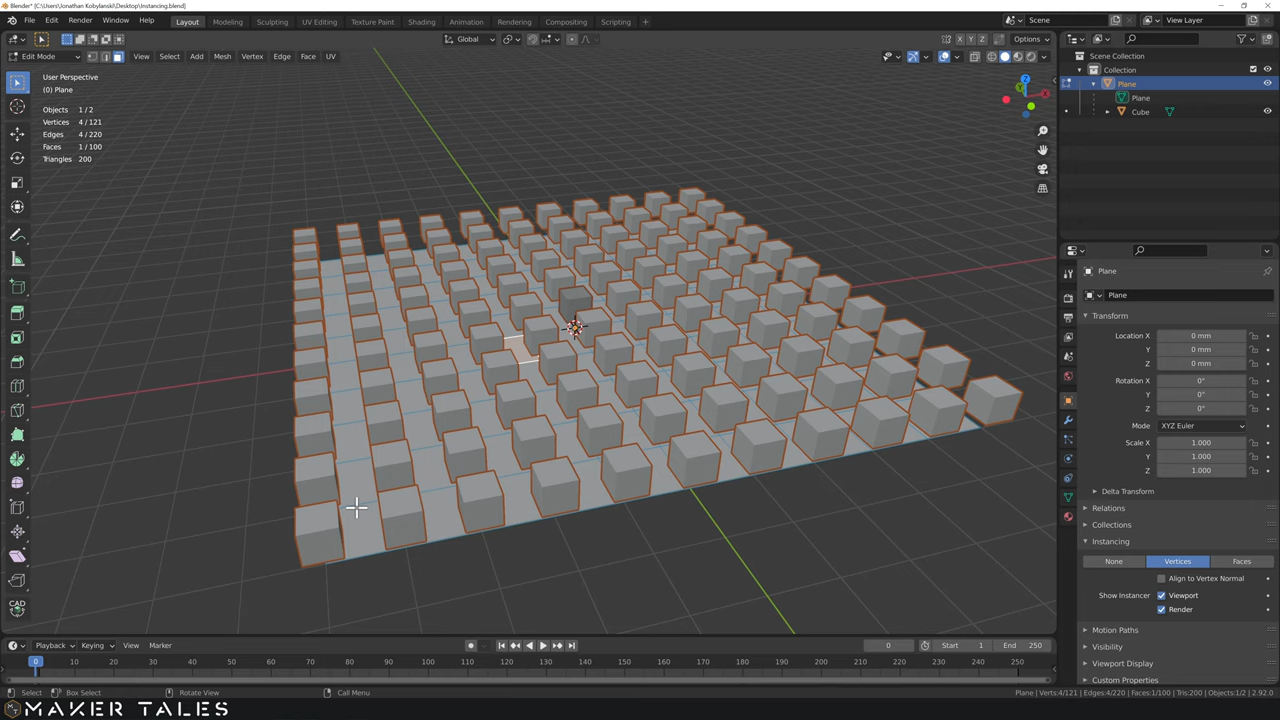 Blender* [C:\Users\Jonathan Kobylanski\Desktop\Instancing.blend]
File Edit Render Window Help Layout Modeling Sculpting UV Editing Texture Paint Shading Animation Rendering Compositing Scripting + Scene View Layer
Global X Y Z Options
Edit Mode View Select Add Mesh Vertex Edge Face UV
User Perspective
(0) Plane
Objects 1 / 2
Vertices 4 / 121
Edges 4 / 220
Faces 1 / 100
Triangles 200
CAD
Z
Y
X
Scene Collection
Collection
Plane
Plane
Cube
Plane
Plane
Transform
Location X 0 mm
Y 0 mm
Z 0 mm
Rotation X 0°
Y 0°
Z 0°
Mode XYZ Euler
Scale X 1.000
Y 1.000
Z 1.000
Delta Transform
Relations
Collections
Instancing
None Vertices Faces
Align to Vertex Normal
Show Instancer Viewport
Render
Motion Paths
Visibility
Viewport Display
Custom Properties
Playback Keying View Marker 0 Start 1 End 250
0 10 20 30 40 50 60 70 80 90 100 110 120 130 140 150 160 170 180 190 200 210 220 230 240 250
Select Box Select Rotate View Call Menu Plane | Verts:4/121 | Edges:4/220 | Faces:1/100 | Tris:200 | Objects:1/2 | 2.92.0
MAKER TALES